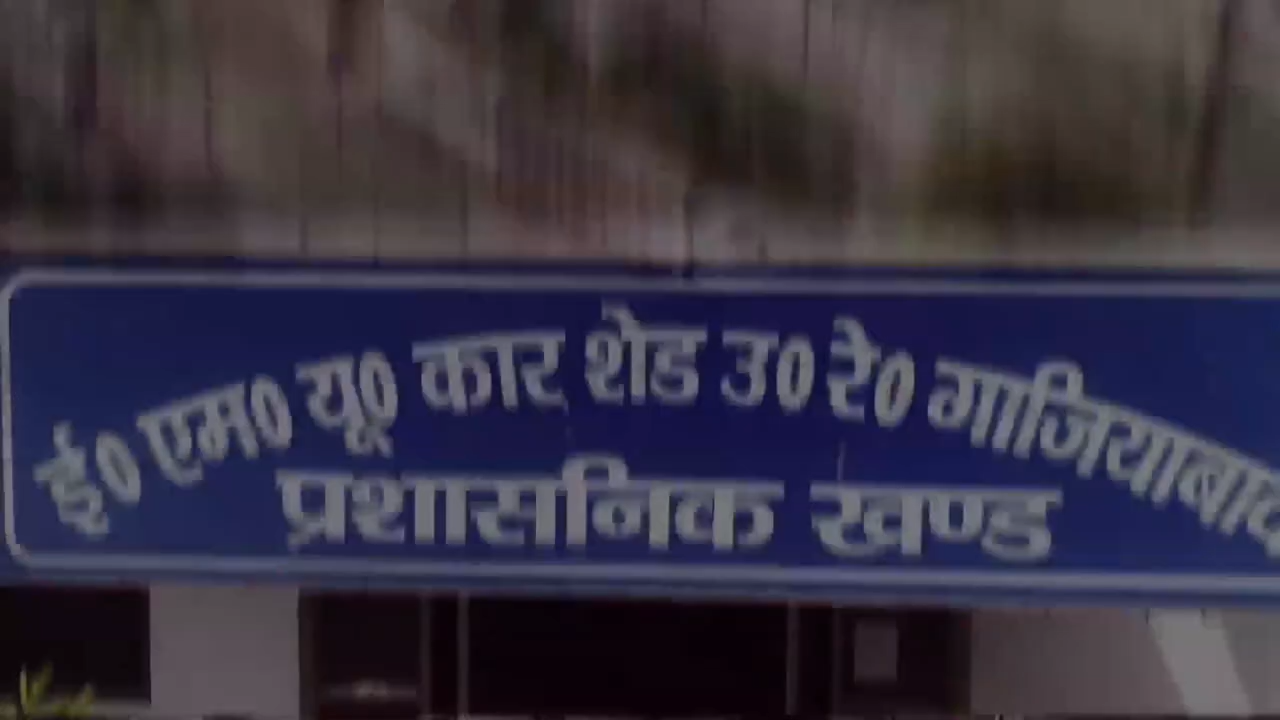 ई० एम० यू० कार शेड उ० रे० गाजियाबाद
प्रशासनिक खण्ड